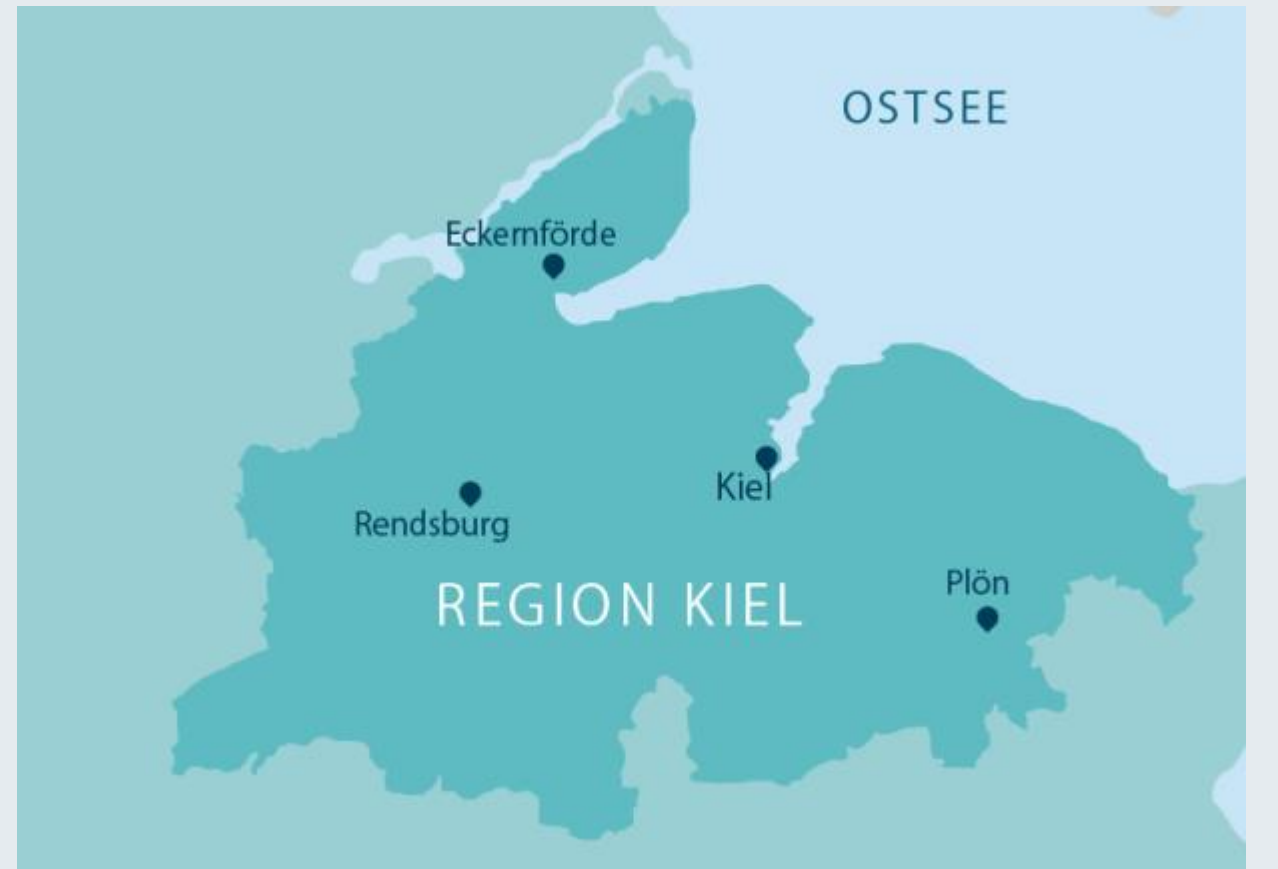 OSTSEE
Eckernförde
Kiel
Rendsburg
Plön
REGION KIEL